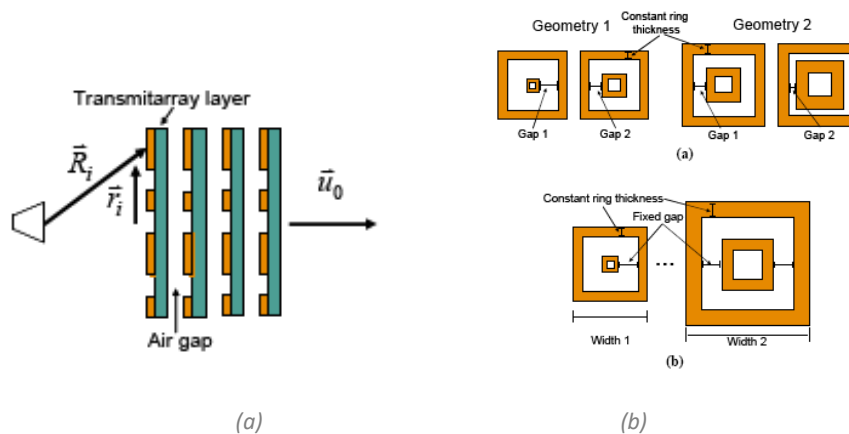 Transmitarray layer
R⃗i
r⃗i
u⃗0
Air gap
(a)
Geometry 1
Constant ring
thickness
Geometry 2
Gap 1
Gap 2
Gap 1
Gap 2
(a)
Constant ring thickness
Fixed gap
...
Width 1
Width 2
(b)
(b)